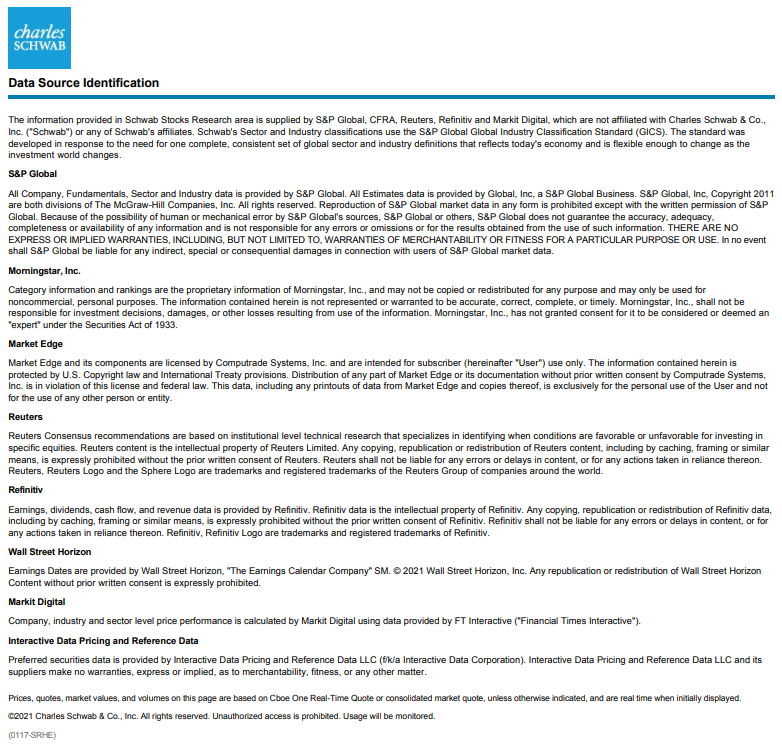 charles
SCHWAB
Data Source Identification
The information provided in Schwab Stocks Research area is supplied by S&P Global, CFRA, Reuters, Refinitiv and Markit Digital, which are not affiliated with Charles Schwab & Co.,
Inc. ("Schwab") or any of Schwab's affiliates. Schwab's Sector and Industry classifications use the S&P Global Global Industry Classification Standard (GICS). The standard was
developed in response to the need for one complete, consistent set of global sector and industry definitions that reflects today's economy and is flexible enough to change as the
investment world changes.
S&P Global
All Company, Fundamentals, Sector and Industry data is provided by S&P Global. All Estimates data is provided by Global, Inc, a S&P Global Business. S&P Global, Inc, Copyright 2011
are both divisions of The McGraw-Hill Companies, Inc. All rights reserved. Reproduction of S&P Global market data in any form is prohibited except with the written permission of S&P
Global. Because of the possibility of human or mechanical error by S&P Global's sources, S&P Global or others, S&P Global does not guarantee the accuracy, adequacy,
completeness or availability of any information and is not responsible for any errors or omissions or for the results obtained from the use of such information. THERE ARE NO
EXPRESS OR IMPLIED WARRANTIES, INCLUDING, BUT NOT LIMITED TO, WARRANTIES OF MERCHANTABILITY OR FITNESS FOR A PARTICULAR PURPOSE OR USE. In no event
shall S&P Global be liable for any indirect, special or consequential damages in connection with users of S&P Global market data.
Morningstar, Inc.
Category information and rankings are the proprietary information of Morningstar, Inc., and may not be copied or redistributed for any purpose and may only be used for
noncommercial, personal purposes. The information contained herein is not represented or warranted to be accurate, correct, complete, or timely. Morningstar, Inc., shall not be
responsible for investment decisions, damages, or other losses resulting from use of the information. Morningstar, Inc., has not granted consent for it to be considered or deemed an
"expert" under the Securities Act of 1933.
Market Edge
Market Edge and its components are licensed by Computrade Systems, Inc. and are intended for subscriber (hereinafter "User") use only. The information contained herein is
protected by U.S. Copyright law and International Treaty provisions. Distribution of any part of Market Edge or its documentation without prior written consent by Computrade Systems,
Inc. is in violation of this license and federal law. This data, including any printouts of data from Market Edge and copies thereof, is exclusively for the personal use of the User and not
for the use of any other person or entity.
Reuters
Reuters Consensus recommendations are based on institutional level technical research that specializes in identifying when conditions are favorable or unfavorable for investing in
specific equities. Reuters content is the intellectual property of Reuters Limited. Any copying, republication or redistribution of Reuters content, including by caching, framing or similar
means, is expressly prohibited without the prior written consent of Reuters. Reuters shall not be liable for any errors or delays in content, or for any actions taken in reliance thereon.
Reuters, Reuters Logo and the Sphere Logo are trademarks and registered trademarks of the Reuters Group of companies around the world.
Refinitiv
Earnings, dividends, cash flow, and revenue data is provided by Refinitiv. Refinitiv data is the intellectual property of Refinitiv. Any copying, republication or redistribution of Refinitiv data,
including by caching, framing or similar means, is expressly prohibited without the prior written consent of Refinitiv. Refinitiv shall not be liable for any errors or delays in content, or for
any actions taken in reliance thereon. Refinitiv, Refinitiv Logo are trademarks and registered trademarks of Refinitiv.
Wall Street Horizon
Earnings Dates are provided by Wall Street Horizon, "The Earnings Calendar Company" SM. © 2021 Wall Street Horizon, Inc. Any republication or redistribution of Wall Street Horizon
Content without prior written consent is expressly prohibited.
Markit Digital
Company, industry and sector level price performance is calculated by Markit Digital using data provided by FT Interactive ("Financial Times Interactive").
Interactive Data Pricing and Reference Data
Preferred securities data is provided by Interactive Data Pricing and Reference Data LLC (f/k/a Interactive Data Corporation). Interactive Data Pricing and Reference Data LLC and its
suppliers make no warranties, express or implied, as to merchantability, fitness, or any other matter.
Prices, quotes, market values, and volumes on this page are based on Cboe One Real-Time Quote or consolidated market quote, unless otherwise indicated, and are real time when initially displayed.
©2021 Charles Schwab & Co., Inc. All rights reserved. Unauthorized access is prohibited. Usage will be monitored.
(0117-SRHE)